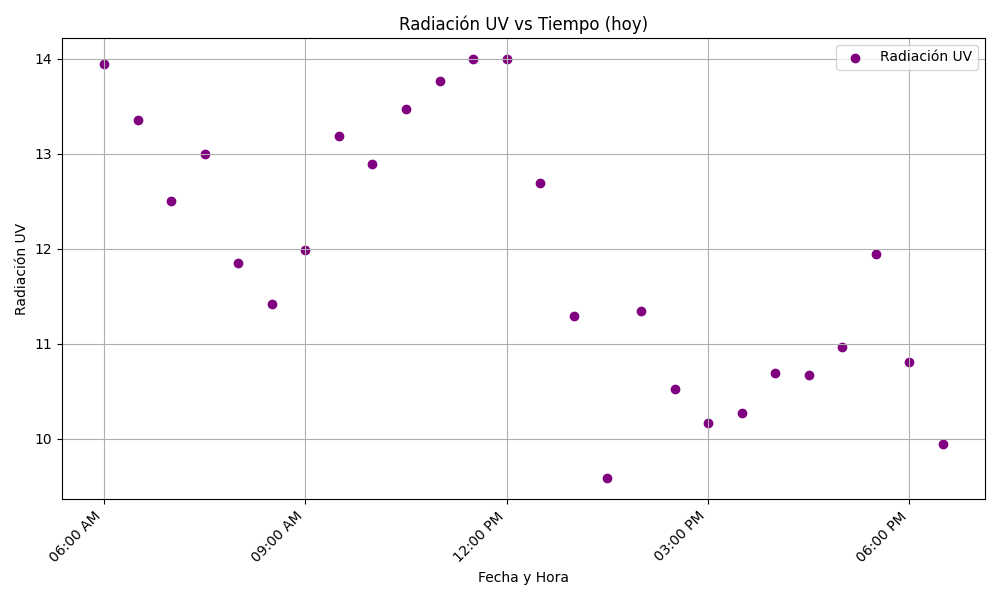 Radiación UV vs Tiempo (hoy)
Radiación UV
14
13
12
11
10
Radiación UV
06:00 AM
09:00 AM
12:00 PM
03:00 PM
06:00 PM
Fecha y Hora